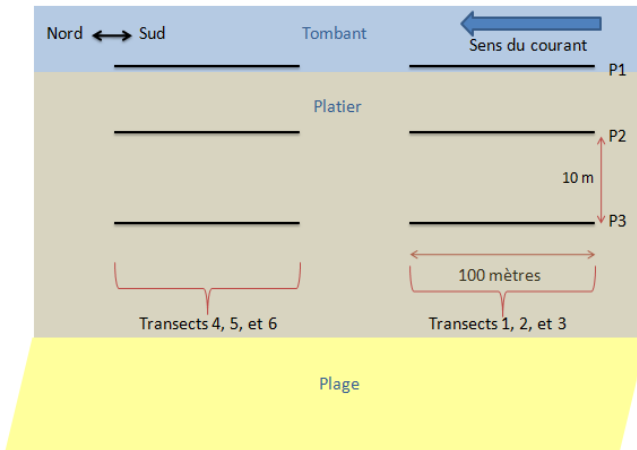 Nord
Sud
Tombant
Sens du courant
P1
Platier
P2
10 m
P3
100 mètres
Transects 4, 5, et 6
Transects 1, 2, et 3
Plage